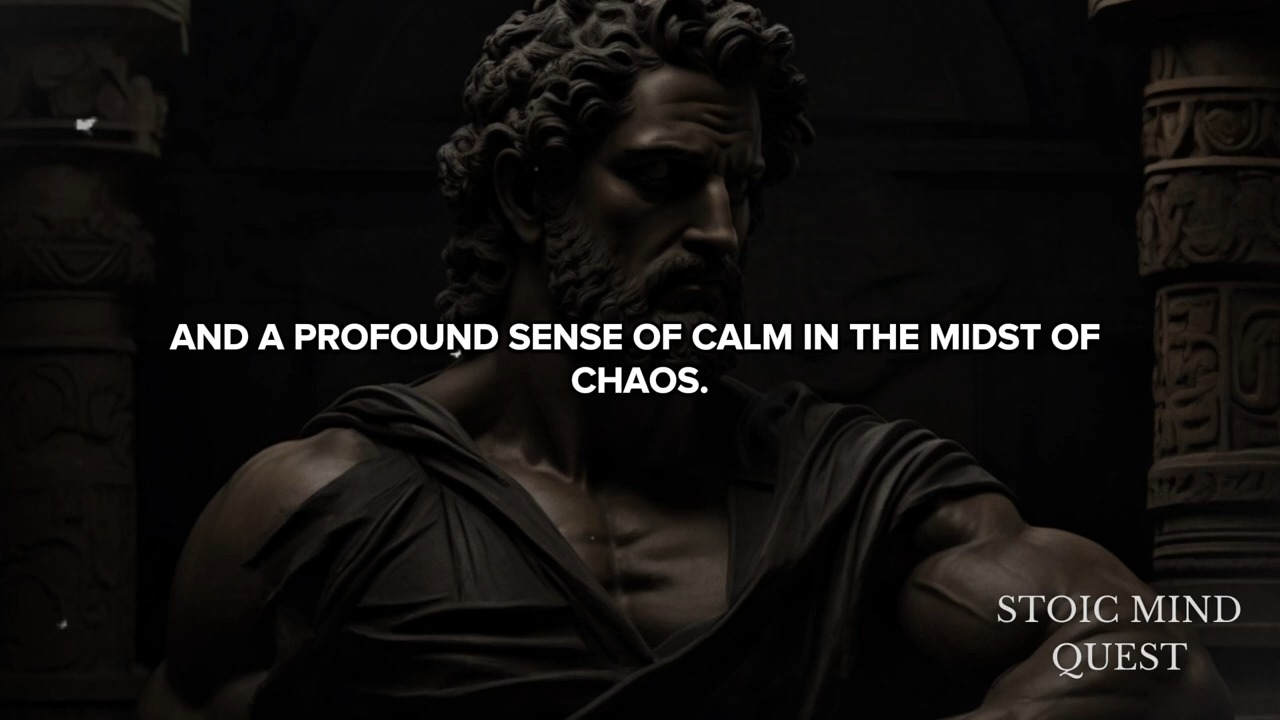 AND A PROFOUND SENSE OF CALM IN THE MIDST OF
CHAOS.
STOIC MIND
QUEST